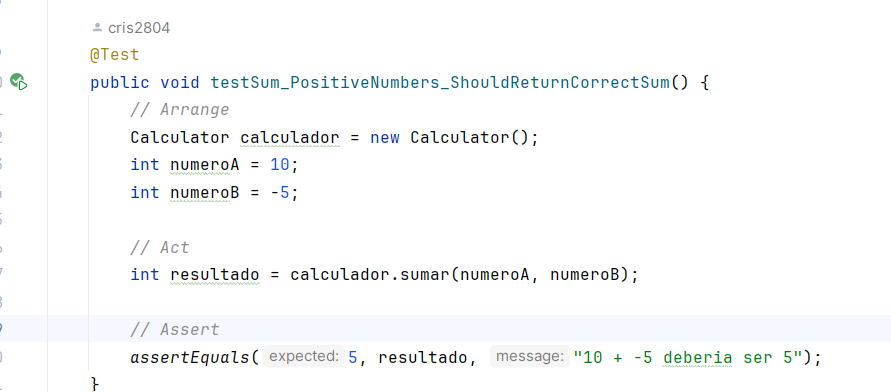 cris2804
@Test
public void testSum_PositiveNumbers_ShouldReturnCorrectSum() {
// Arrange
Calculator calculador = new Calculator();
int numeroA = 10;
int numeroB = -5;
// Act
int resultado = calculador.sumar(numeroA, numeroB);
// Assert
assertEquals( expected: 5, resultado, message: "10 + -5 deberia ser 5");
}